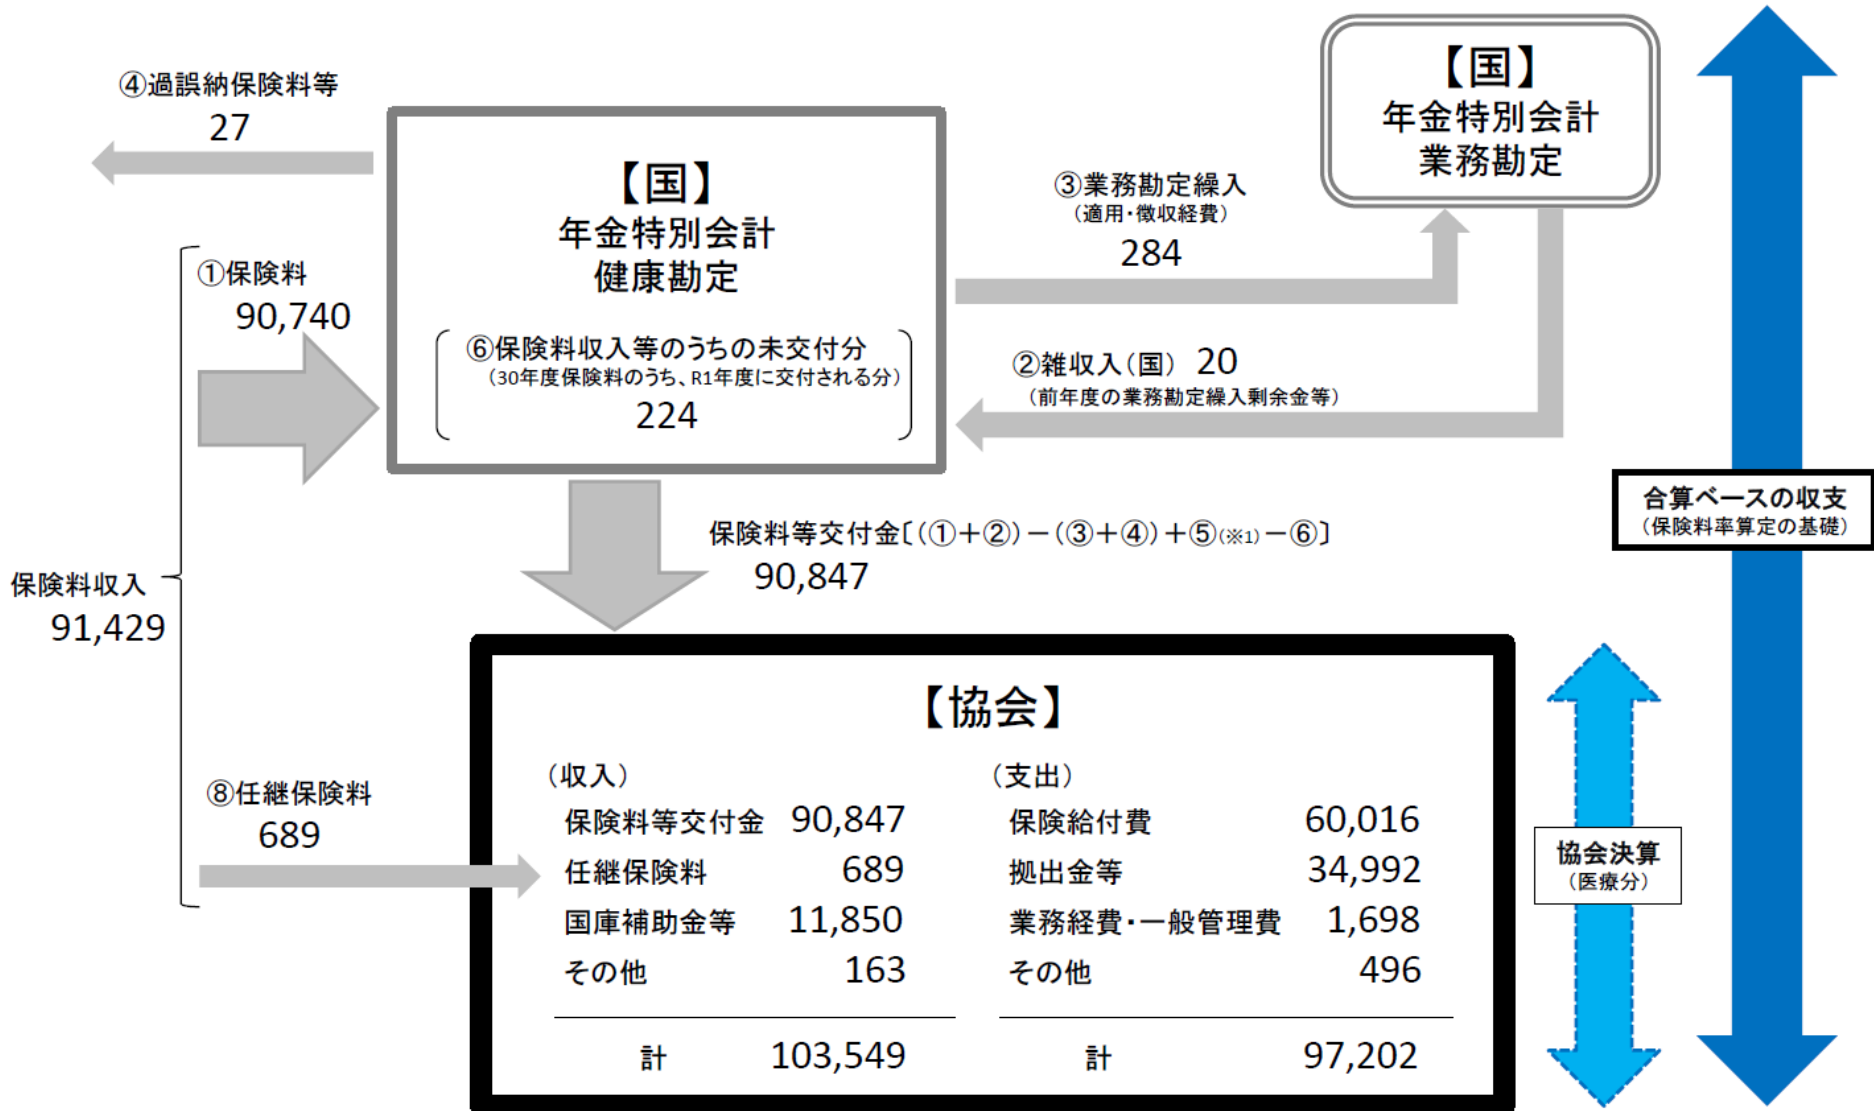 ④過誤納保険料等
27
【国】
年金特別会計
業務勘定
【国】
年金特別会計
健康勘定
③業務勘定繰入
（適用・徴収経費）
284
①保険料
90,740
⑥保険料収入等のうちの未交付分
（30年度保険料のうち、R1年度に交付される分）
224
②雑収入（国） 20
（前年度の業務勘定繰入剰余金等）
合算ベースの収支
（保険料率算定の基礎）
保険料等交付金〔（①＋②）－（③＋④）＋⑤(※1)－⑥〕
90,847
保険料収入
91,429
【協会】
（収入）
保険料等交付金 90,847
任継保険料 689
国庫補助金等 11,850
その他 163
計 103,549
（支出）
保険給付費 60,016
拠出金等 34,992
業務経費・一般管理費 1,698
その他 496
計 97,202
⑧任継保険料
689
協会決算
（医療分）